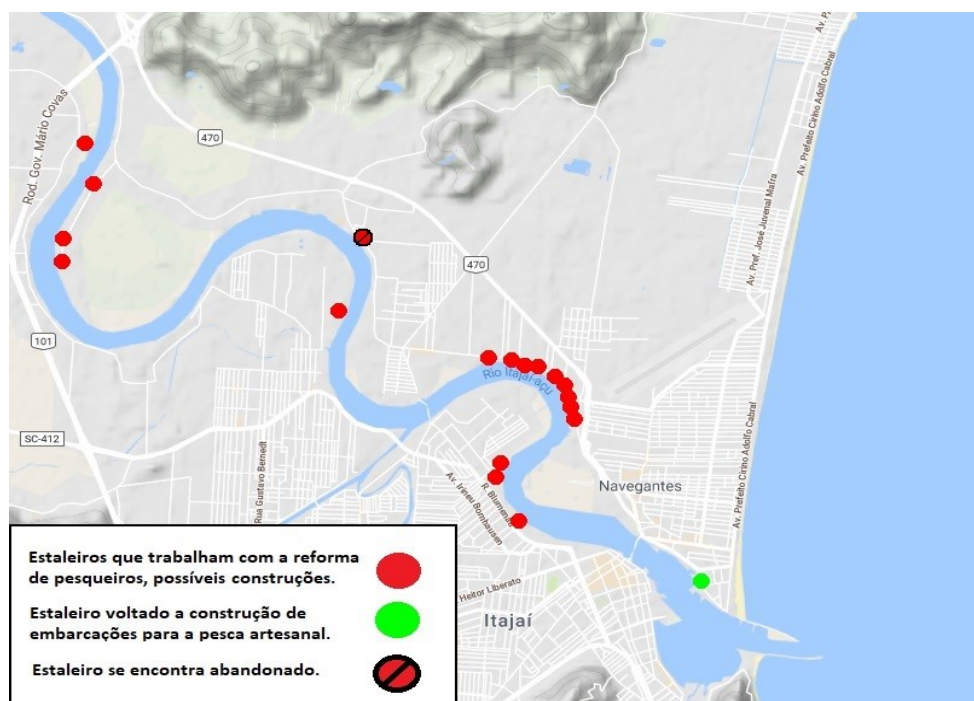 Av. P
Av. Prefeito Cirino Adolfo Cabral
Rod. Gov. Mário Covas
470
Av. Pref. José Juvenal Mafra
470
101
Rio Itajaí-açu
SC-412
Rua Gustavo Bernedt
Av. Irineu Bornhausen
R. Blumenau
Navegantes
Av. Prefeito Cirino Adolfo Cabral
Heitor Liberato
Itajaí
Estaleiros que trabalham com a reforma
de pesqueiros, possíveis construções.
Estaleiro voltado a construção de
embarcações para a pesca artesanal.
Estaleiro se encontra abandonado.